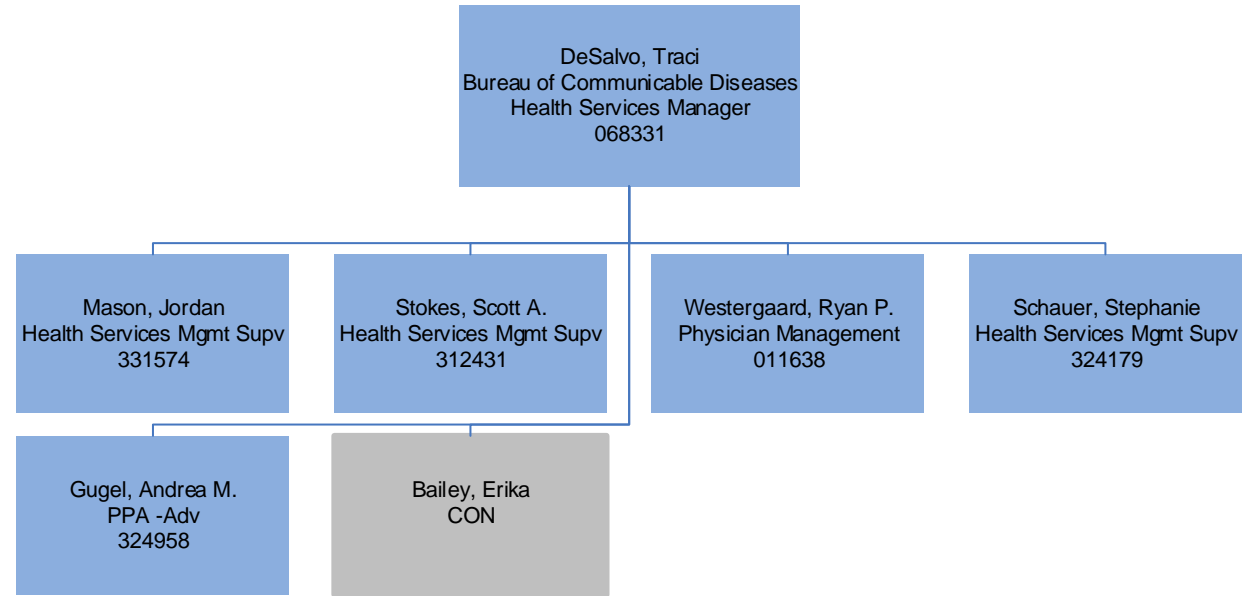 DeSalvo, Traci
Bureau of Communicable Diseases
Health Services Manager
068331
Mason, Jordan
Health Services Mgmt Supv
331574
Stokes, Scott A.
Health Services Mgmt Supv
312431
Westergaard, Ryan P.
Physician Management
011638
Schauer, Stephanie
Health Services Mgmt Supv
324179
Gugel, Andrea M.
PPA -Adv
324958
Bailey, Erika
CON